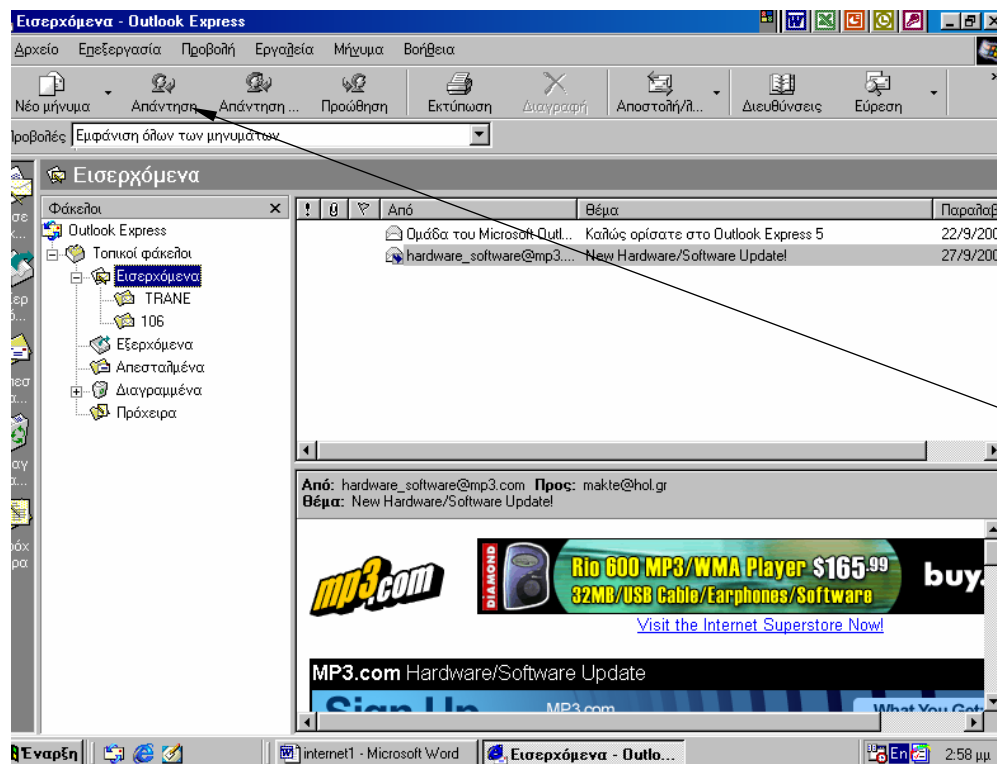 Εισερχόμενα - Outlook Express
Αρχείο Επεξεργασία Προβολή Εργαλεία Μήνυμα Βοήθεια
Νέο μήνυμα Απάντηση Απάντηση ... Προώθηση Εκτύπωση Διαγραφή Αποστολή/λ... Διευθύνσεις Εύρεση
Εμφάνιση όλων των μηνυμάτων
Εισερχόμενα
Φάκελοι
Outlook Express
Τοπικοί φάκελοι
Εισερχόμενα
TRANE
106
Εξερχόμενα
Απεσταλμένα
Διαγραμμένα
Πρόχειρα
Από Θέμα Παραλαβ
Ομάδα του Microsoft Outl... Καλώς ορίσατε στο Outlook Express 5 22/9/200
hardware_software@mp3.... New Hardware/Software Update! 27/9/200
Από: hardware_software@mp3.com Προς: makte@hol.gr
Θέμα: New Hardware/Software Update!
mp3.com
DIAMOND
Rio 600 MP3/WMA Player $165.99
32MB/USB Cable/Earphones/Software
buy.
Visit the Internet Superstore Now!
MP3.com Hardware/Software Update
Sign Up MP3.com What You Get:
Έναρξη internet1 - Microsoft Word Εισερχόμενα - Outlo... En 2:58 μμ